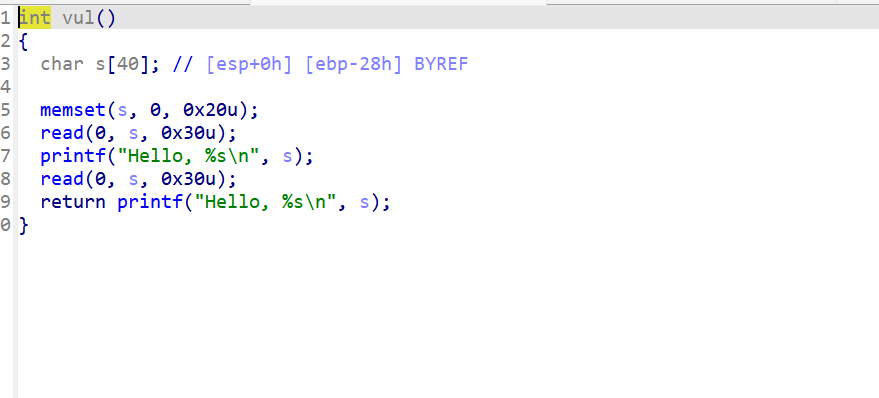 1 int vul()
2 {
3   char s[40]; // [esp+0h] [ebp-28h] BYREF
4
5   memset(s, 0, 0x20u);
6   read(0, s, 0x30u);
7   printf("Hello, %s\n", s);
8   read(0, s, 0x30u);
9   return printf("Hello, %s\n", s);
0 }